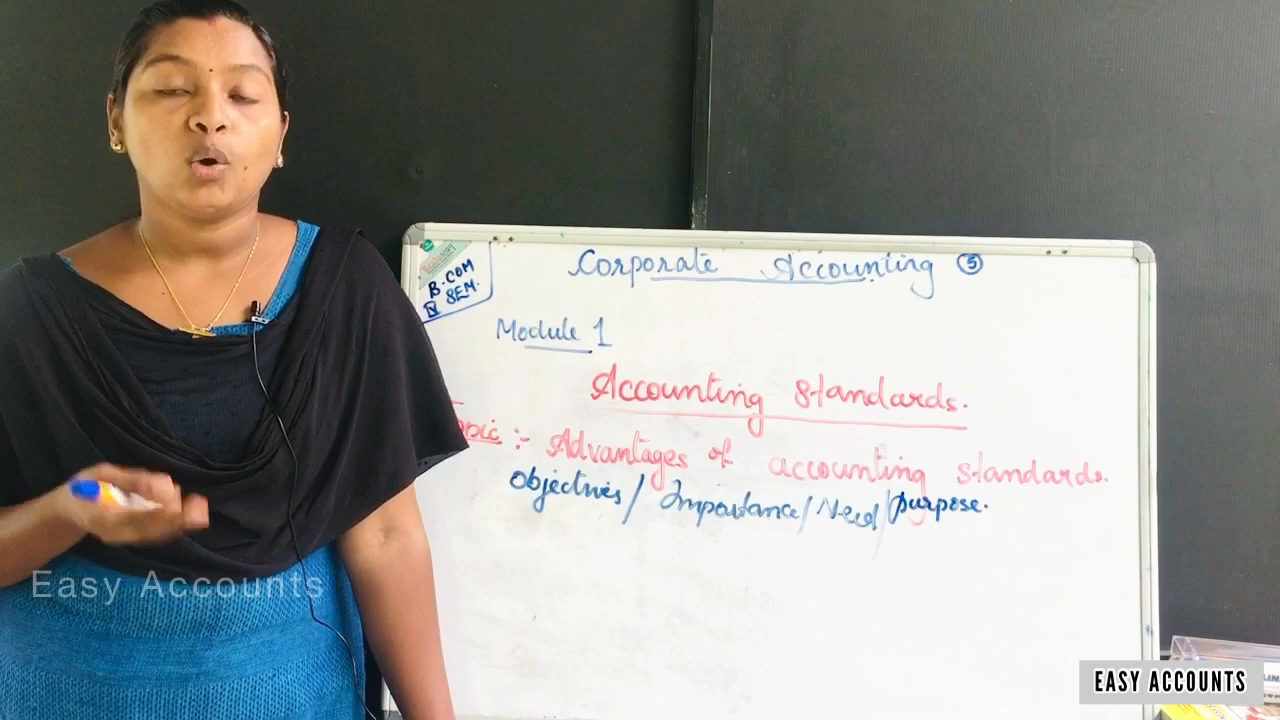 Corporate Accounting 5
B.COM
SEM.
Module 1
Accounting Standards.
opic :- Advantages of accounting standards.
Objectives/ Importance/ Need/ purpose.
Easy Accounts
EASY ACCOUNTS